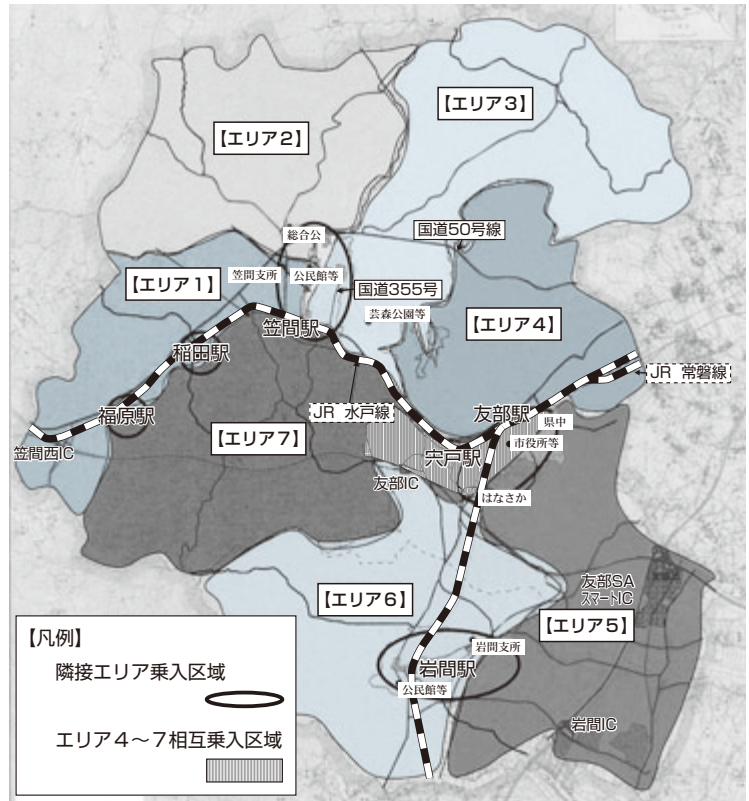 【エリア3】
【エリア2】
国道50号線
総合公
【エリア1】
笠間支所
公民館等
国道355号
芸森公園等
【エリア4】
笠間駅
稲田駅
JR 常磐線
福原駅
JR 水戸線
友部駅
県中
【エリア7】
市役所等
宍戸駅
笠間西IC
友部IC
はなさか
友部SA
スマートIC
【エリア6】
【エリア5】
岩間支所
岩間駅
公民館等
岩間IC
【凡例】
隣接エリア乗入区域
エリア4~7相互乗入区域